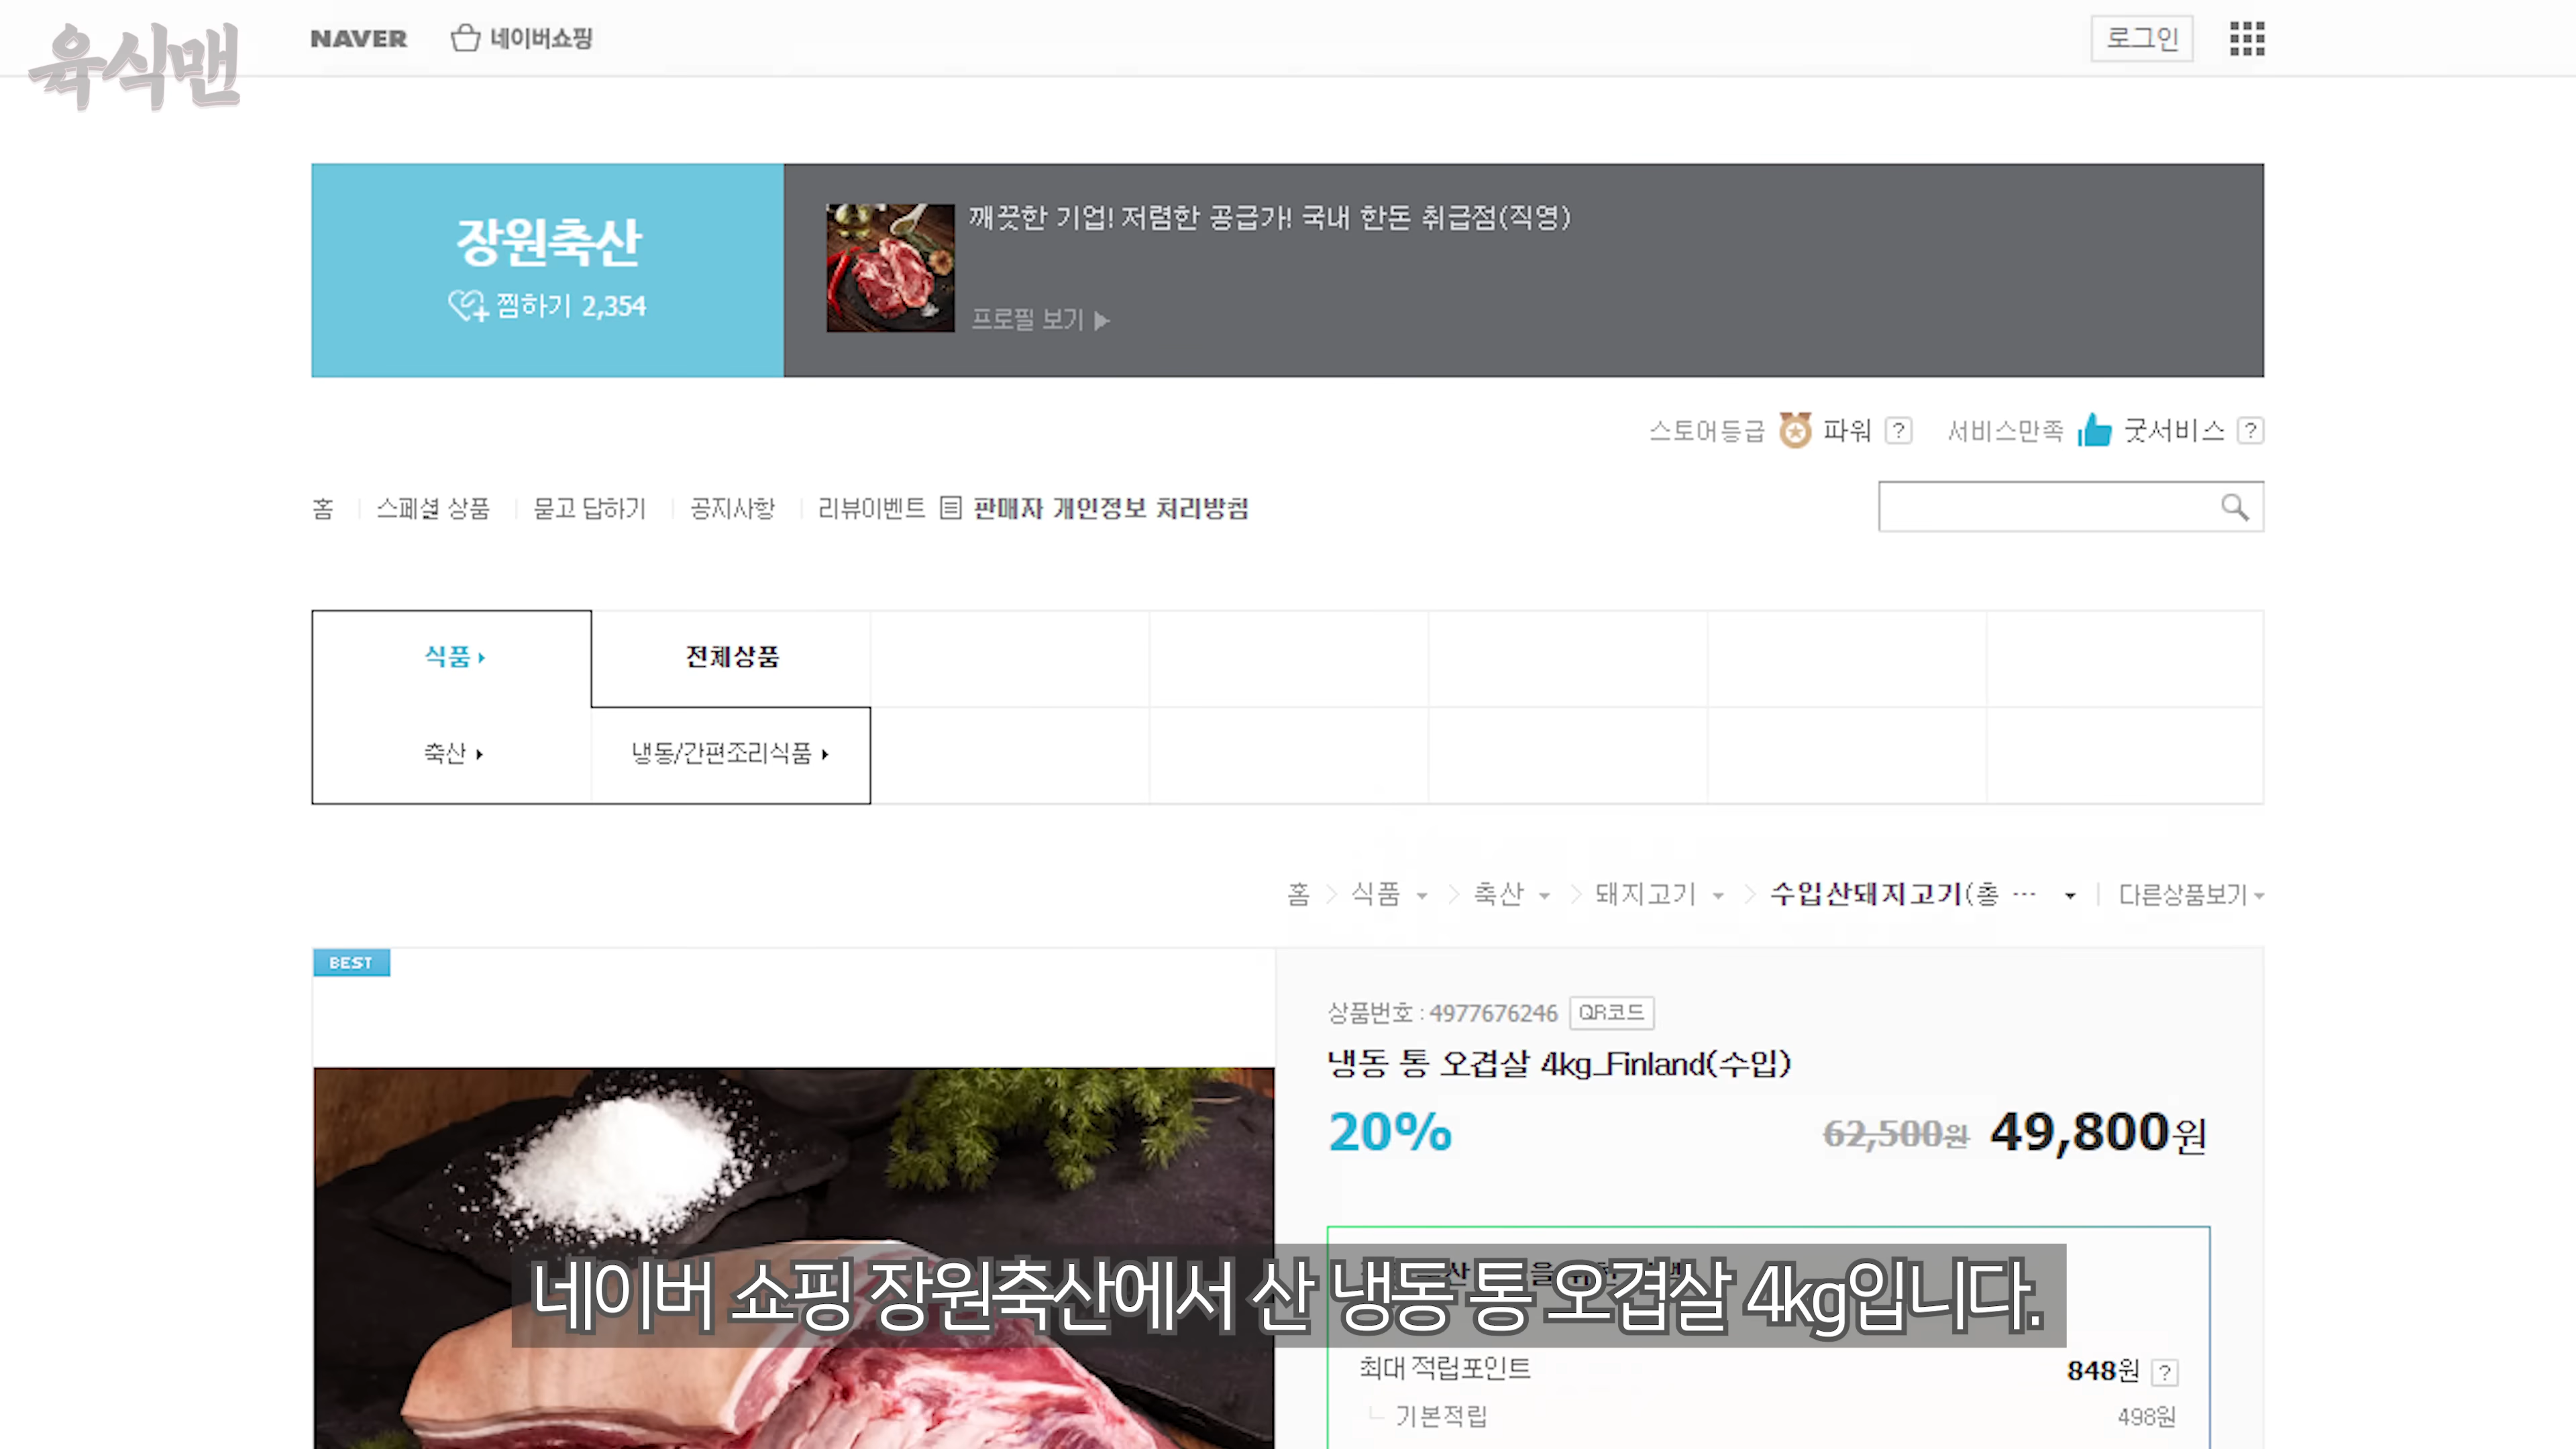 육식맨
NAVER 네이버쇼핑 로그인
장원축산
찜하기 2,354
깨끗한 기업! 저렴한 공급가! 국내 한돈 취급점(직영)
프로필 보기 ▶
스토어등급 파워 ? 서비스만족 굿서비스 ?
홈 스페셜 상품 묻고 답하기 공지사항 리뷰이벤트 판매자 개인정보 처리방침
식품 전체상품
축산 냉동/간편조리식품
홈 식품 축산 돼지고기 수입산돼지고기(총 ··· 다른상품보기
BEST
상품번호 : 4977676246 QR코드
냉동 통 오겹살 4kg_Finland(수입)
20% 62,500원 49,800원
네이버 쇼핑 장원축산에서 산 냉동 통 오겹살 4kg입니다.
최대 적립포인트 848원 ?
기본적립 498원